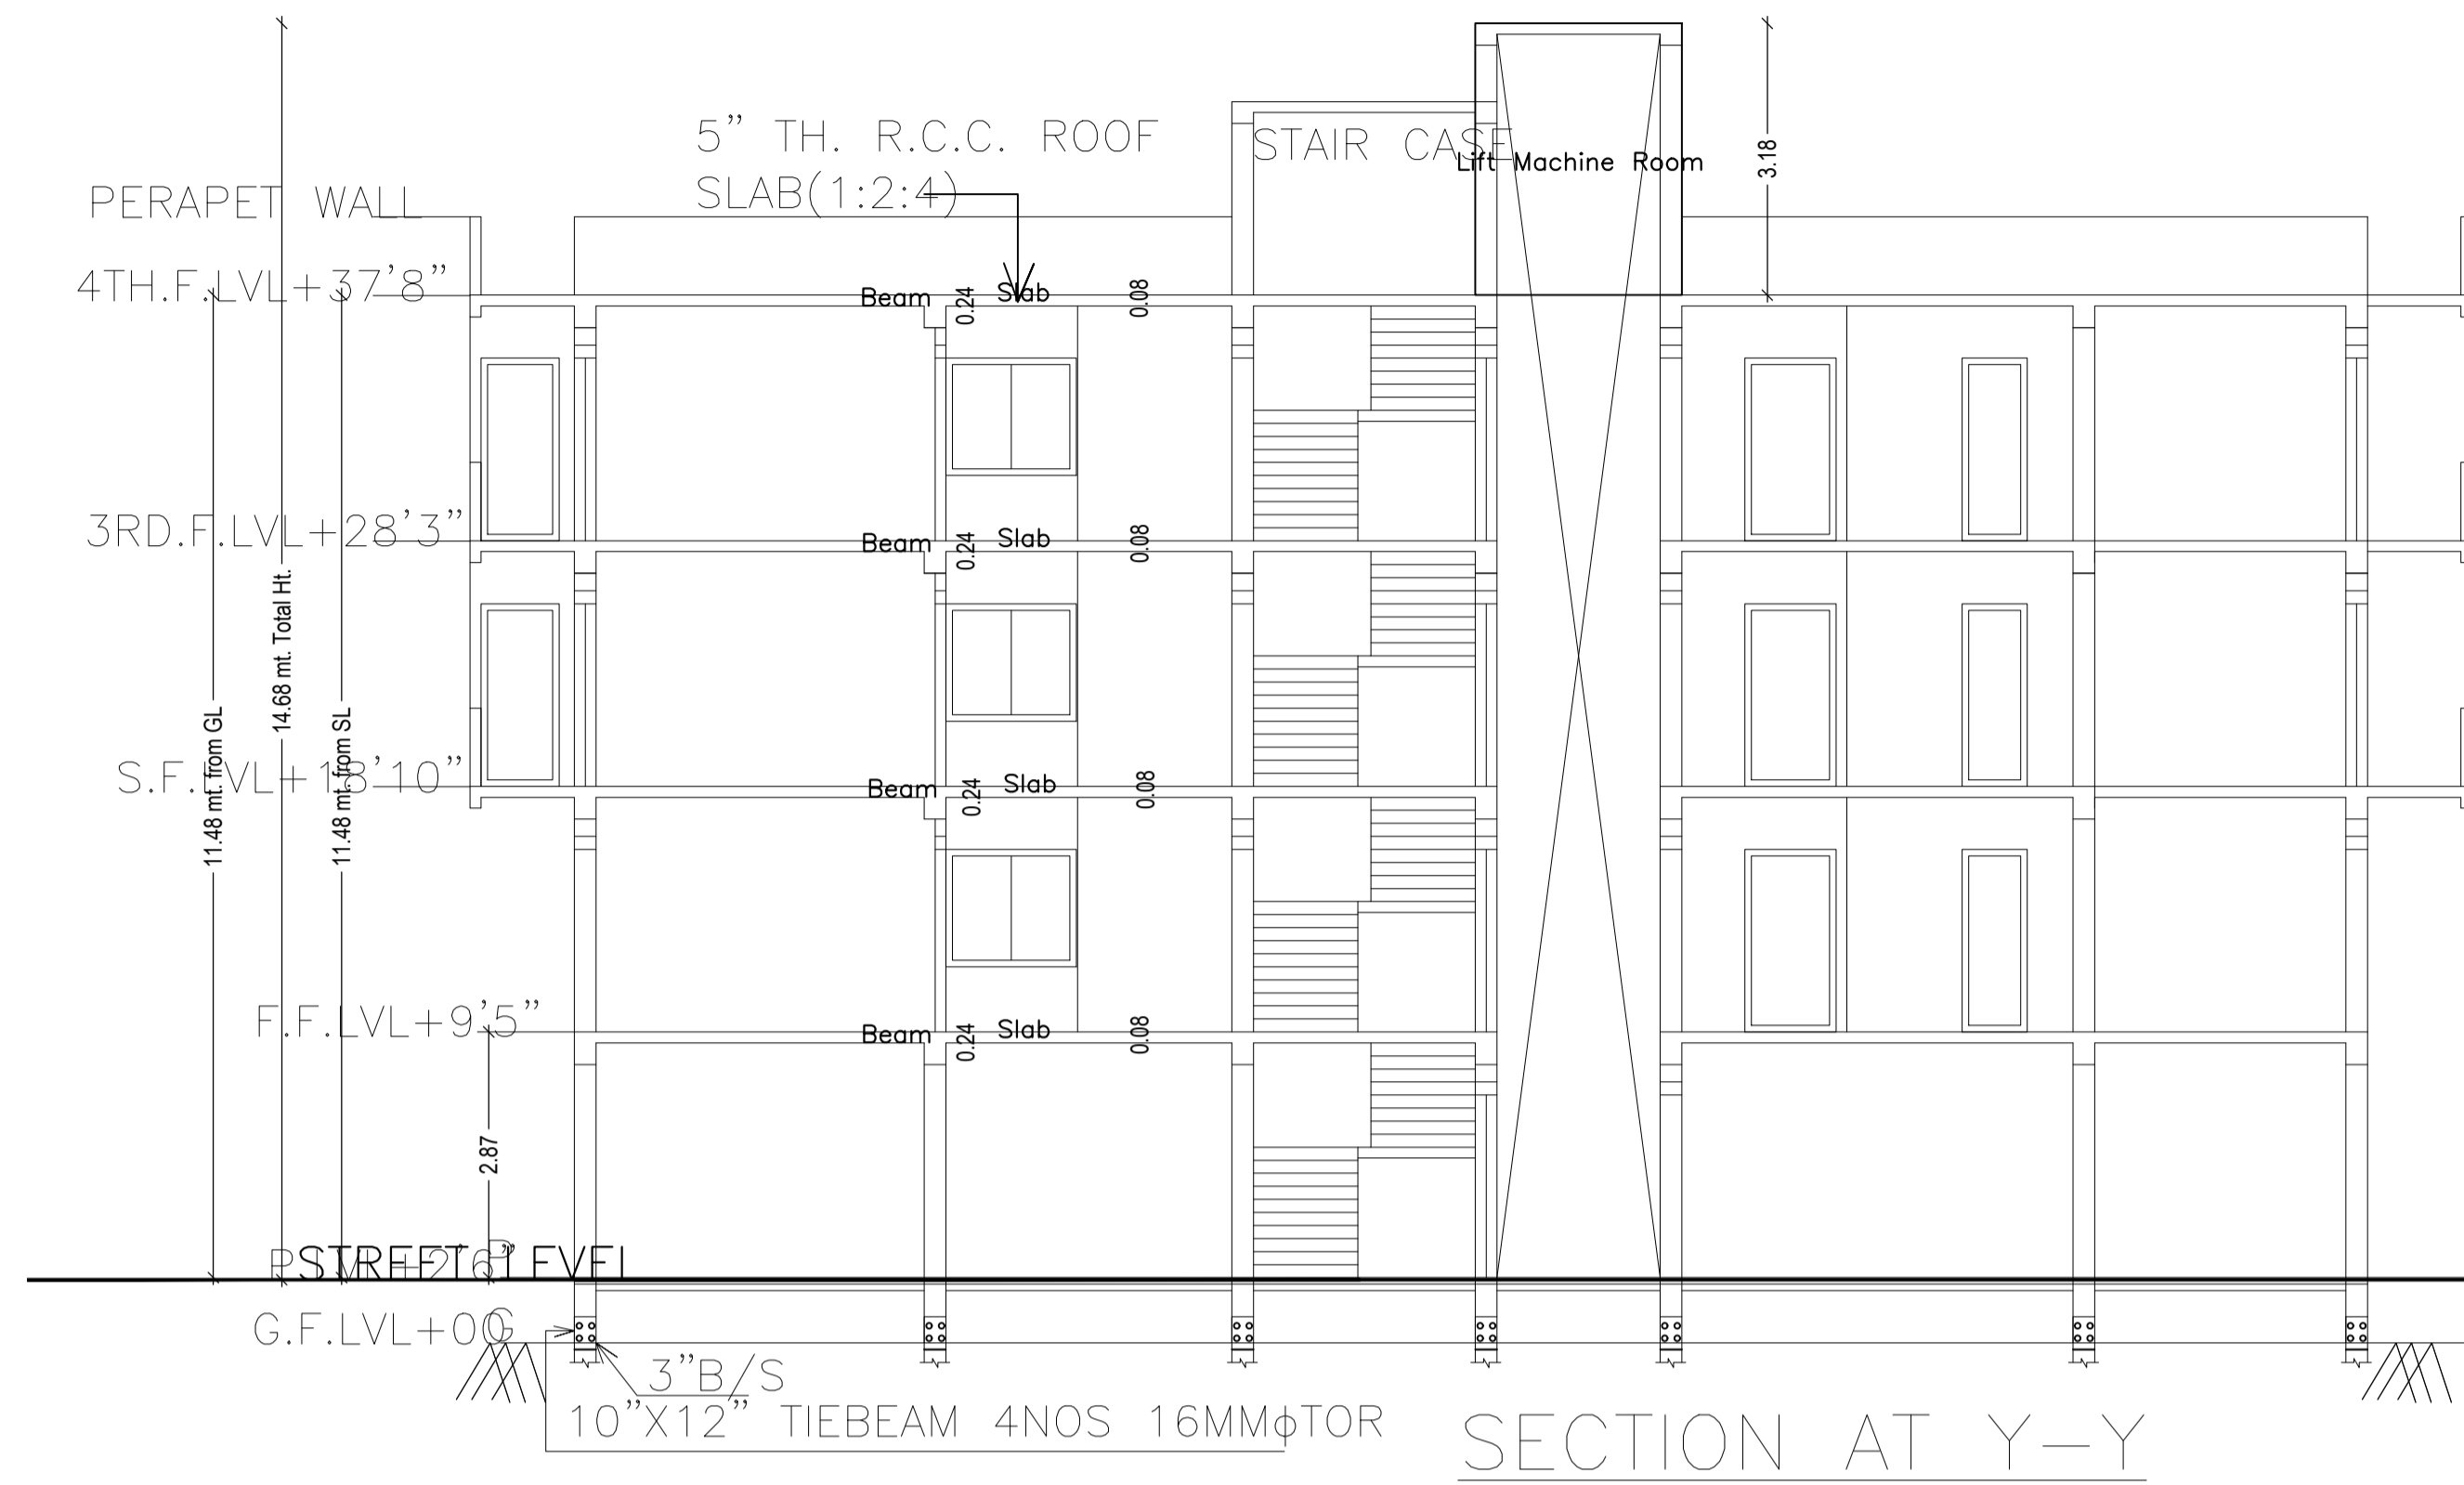 5" TH. R.C.C. ROOF
SLAB(1:2:4)
STAIR CASE
Lift Machine Room
3.18
PERAPET WALL
4TH.F.LVL+37'8"
Beam 0.24 Slab 0.08
3RD.F.LVL+28'3"
Beam 0.24 Slab 0.08
14.68 mt. Total Ht.
11.48 mt. from GL
11.48 mt. from SL
S.F.LVL+18'10"
Beam 0.24 Slab 0.08
F.F.LVL+9'5"
Beam 0.24 Slab 0.08
2.87
STREET LEVEL
G.F.LVL+00
3"B/S
10"X12" TIEBEAM 4NOS 16MMϕTOR
SECTION AT Y-Y